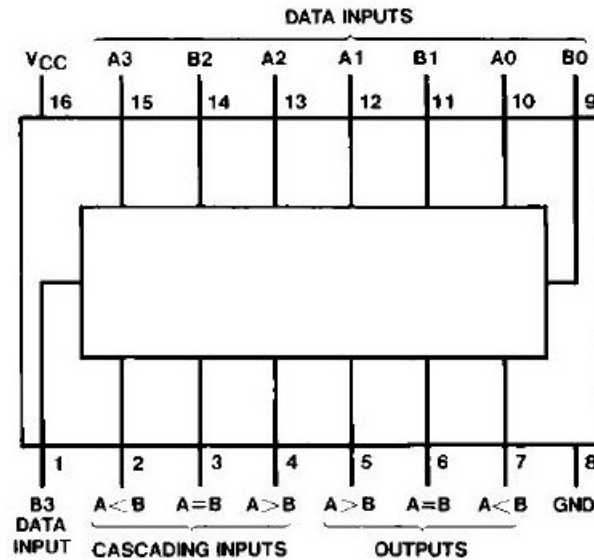 DATA INPUTS
VCC A3 B2 A2 A1 B1 A0 B0
16 15 14 13 12 11 10 9
1 2 3 4 5 6 7 8
B3 A<B A=B A>B A>B A=B A<B GND
DATA
INPUT CASCADING INPUTS OUTPUTS